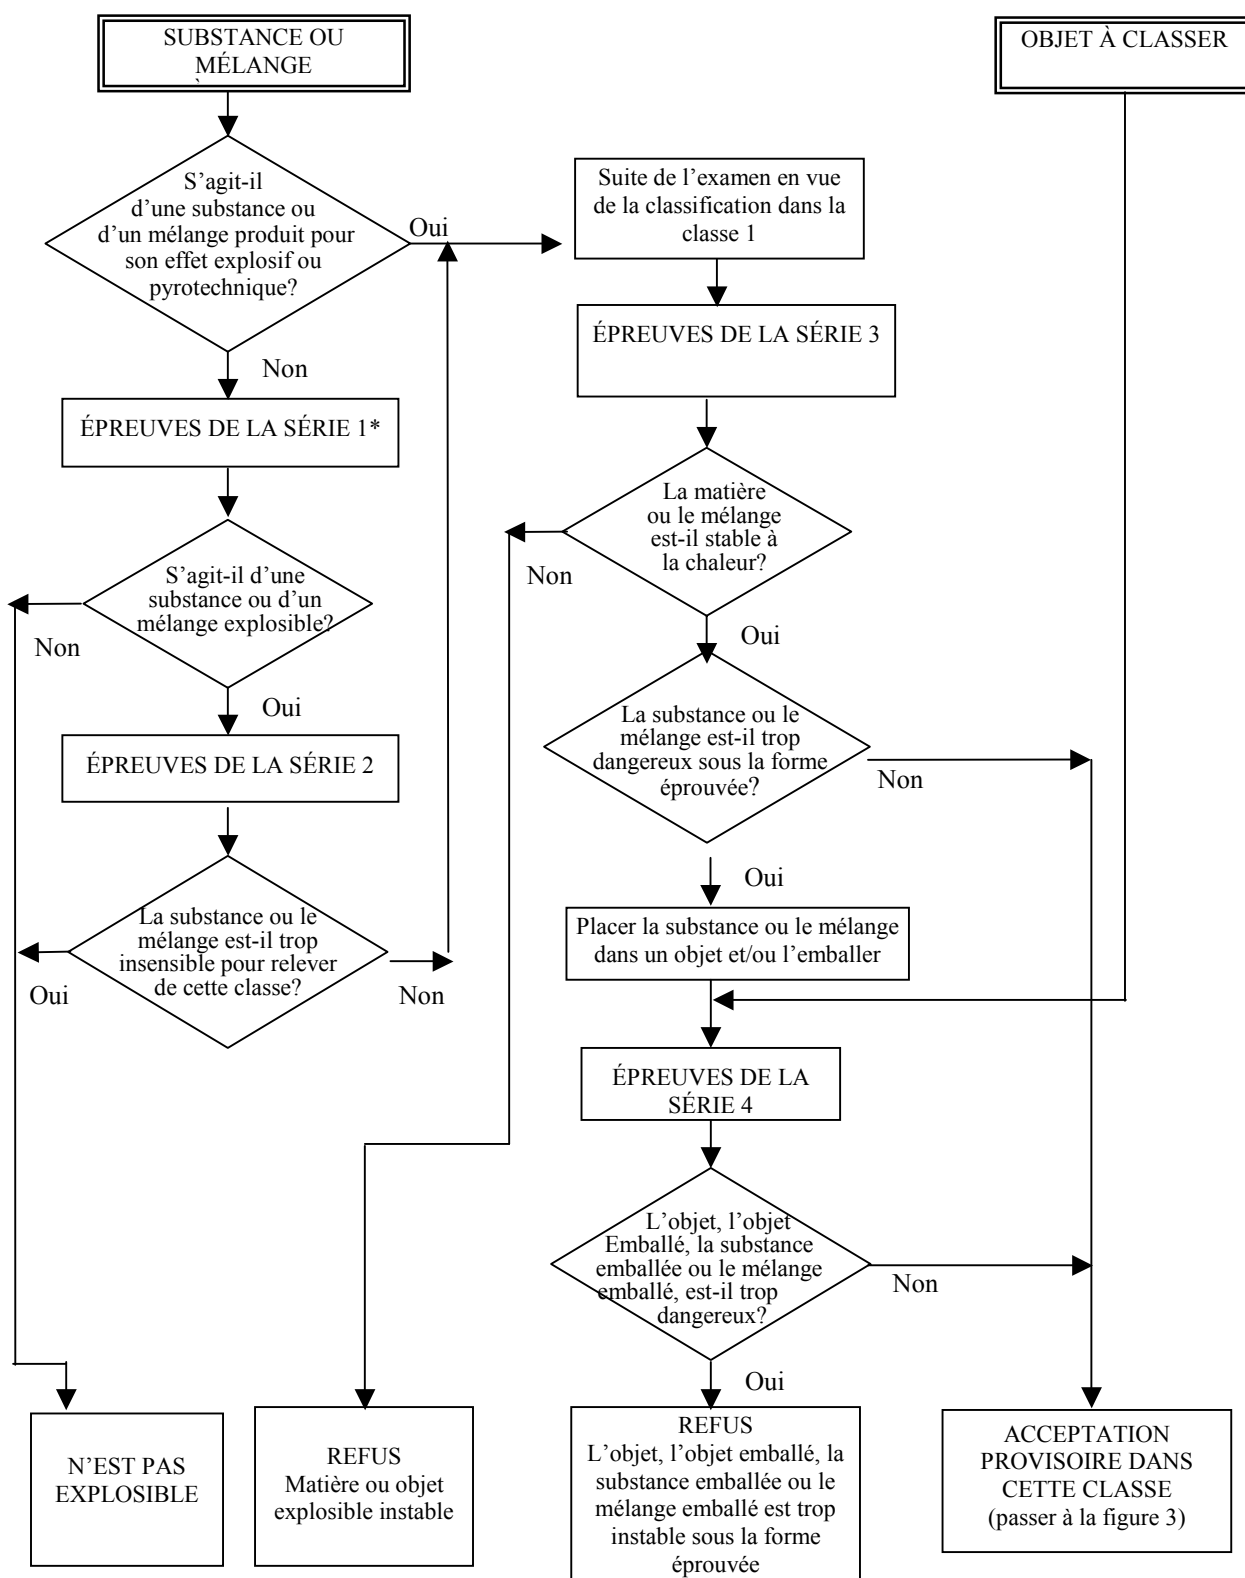 SUBSTANCE OU
MÉLANGE
OBJET À CLASSER
S’agit-il
d’une substance ou
d’un mélange produit pour
son effet explosif ou
pyrotechnique?
Oui
Non
Suite de l’examen en vue
de la classification dans la
classe 1
ÉPREUVES DE LA SÉRIE 3
ÉPREUVES DE LA SÉRIE 1*
La matière
ou le mélange
est-il stable à
la chaleur?
Non
Oui
S’agit-il d’une
substance ou d’un
mélange explosible?
Non
Oui
La substance ou le
mélange est-il trop
dangereux sous la forme
éprouvée?
Non
Oui
ÉPREUVES DE LA SÉRIE 2
La substance ou le
mélange est-il trop
insensible pour relever
de cette classe?
Oui
Non
Placer la substance ou le mélange
dans un objet et/ou l’emballer
ÉPREUVES DE LA
SÉRIE 4
L’objet, l’objet
Emballé, la substance
emballée ou le mélange
emballé, est-il trop
dangereux?
Non
Oui
N’EST PAS
EXPLOSIBLE
REFUS
Matière ou objet
explosible instable
REFUS
L’objet, l’objet emballé, la
substance emballée ou le
mélange emballé est trop
instable sous la forme
éprouvée
ACCEPTATION
PROVISOIRE DANS
CETTE CLASSE
(passer à la figure 3)